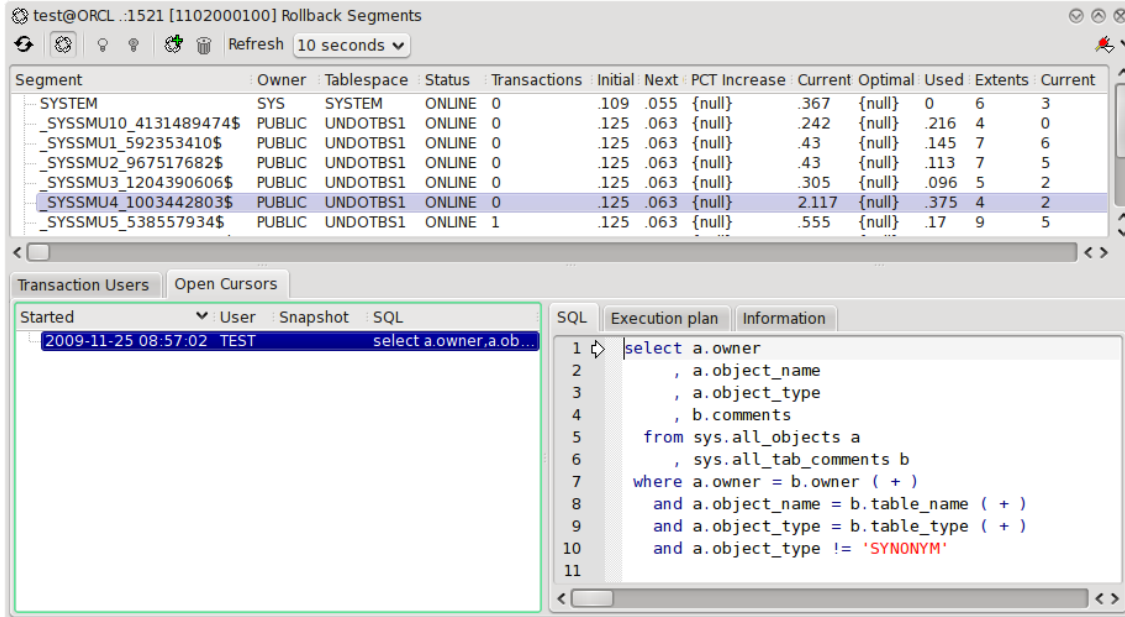 test@ORCL .:1521 [1102000100] Rollback Segments
Refresh 10 seconds
Segment Owner Tablespace Status Transactions Initial Next PCT Increase Current Optimal Used Extents Current
SYSTEM SYS SYSTEM ONLINE 0 .109 .055 {null} .367 {null} 0 6 3
_SYSSMU10_4131489474$ PUBLIC UNDOTBS1 ONLINE 0 .125 .063 {null} .242 {null} .216 4 0
_SYSSMU1_592353410$ PUBLIC UNDOTBS1 ONLINE 0 .125 .063 {null} .43 {null} .145 7 6
_SYSSMU2_967517682$ PUBLIC UNDOTBS1 ONLINE 0 .125 .063 {null} .43 {null} .113 7 5
_SYSSMU3_1204390606$ PUBLIC UNDOTBS1 ONLINE 0 .125 .063 {null} .305 {null} .096 5 2
_SYSSMU4_1003442803$ PUBLIC UNDOTBS1 ONLINE 0 .125 .063 {null} 2.117 {null} .375 4 2
_SYSSMU5_538557934$ PUBLIC UNDOTBS1 ONLINE 1 .125 .063 {null} .555 {null} .17 9 5
Transaction Users Open Cursors
Started User Snapshot SQL
2009-11-25 08:57:02 TEST select a.owner,a.ob...
SQL Execution plan Information
1 select a.owner
2 , a.object_name
3 , a.object_type
4 , b.comments
5 from sys.all_objects a
6 , sys.all_tab_comments b
7 where a.owner = b.owner ( + )
8 and a.object_name = b.table_name ( + )
9 and a.object_type = b.table_type ( + )
10 and a.object_type != 'SYNONYM'
11